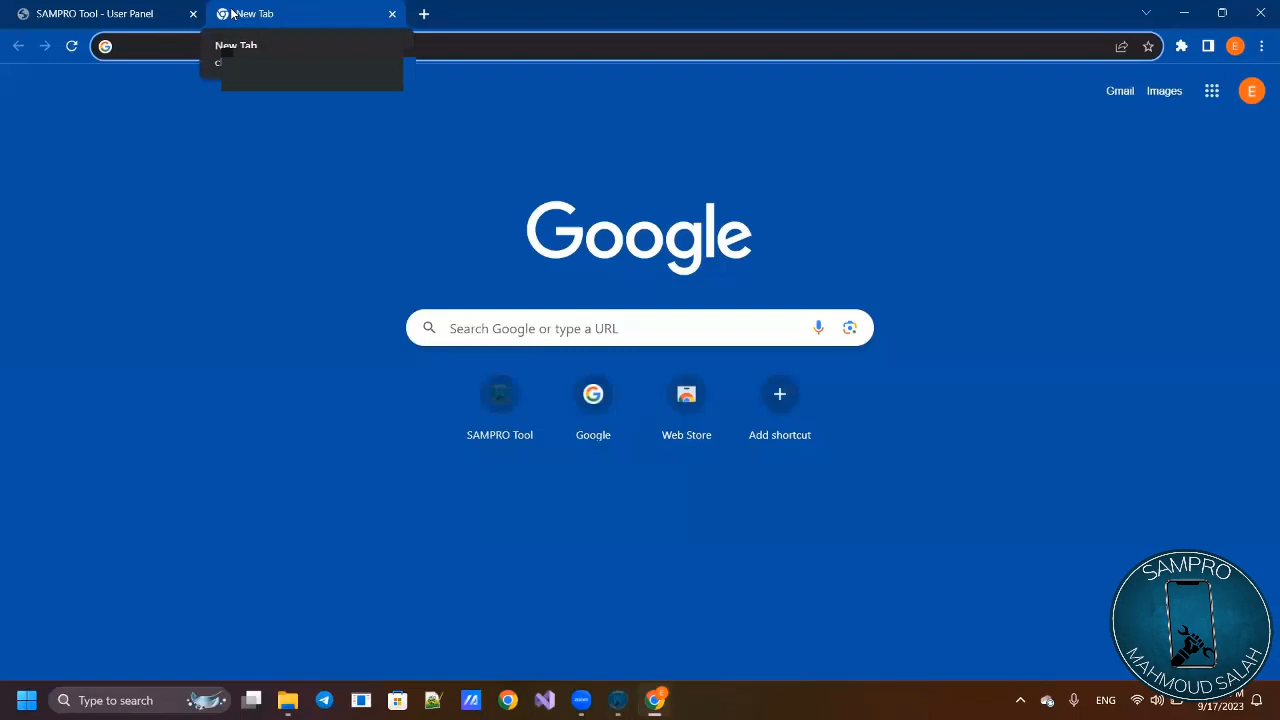 SAMPRO Tool - User Panel
New Tab
New Tab
E
Gmail
Images
E
Google
Search Google or type a URL
SAMPRO Tool
Google
Web Store
Add shortcut
SAMPRO
MAHMOUD SALAH
Type to search
ENG
9/17/2023